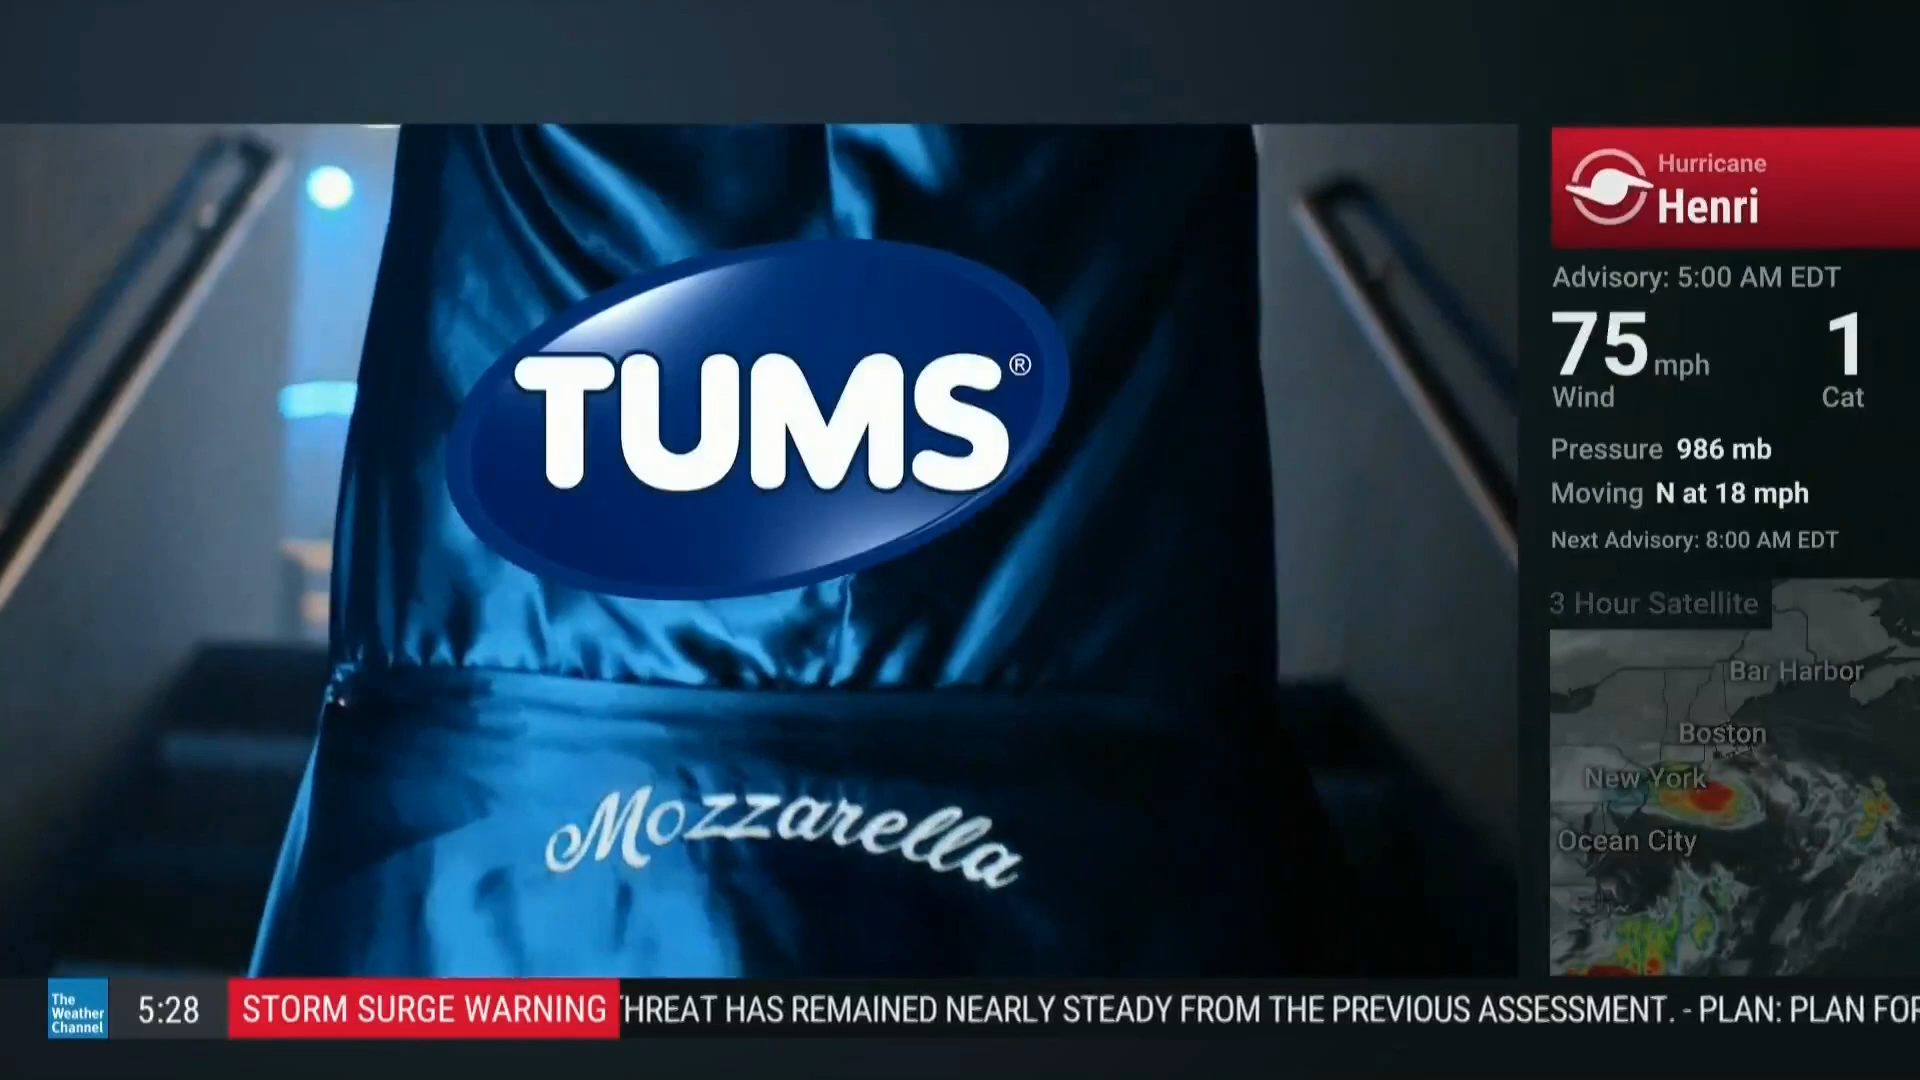 TUMS®
Mozzarella
Hurricane
Henri
Advisory: 5:00 AM EDT
75 mph 1
Wind Cat
Pressure 986 mb
Moving N at 18 mph
Next Advisory: 8:00 AM EDT
3 Hour Satellite
Bar Harbor
Boston
New York
Ocean City
The
Weather
Channel
5:28
STORM SURGE WARNING
THREAT HAS REMAINED NEARLY STEADY FROM THE PREVIOUS ASSESSMENT. - PLAN: PLAN FOR